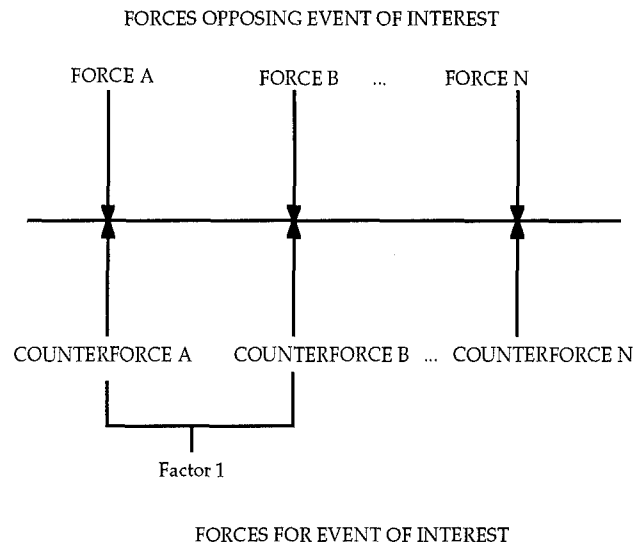 FORCES OPPOSING EVENT OF INTEREST
FORCE A FORCE B ... FORCE N
COUNTERFORCE A COUNTERFORCE B ... COUNTERFORCE N
Factor 1
FORCES FOR EVENT OF INTEREST